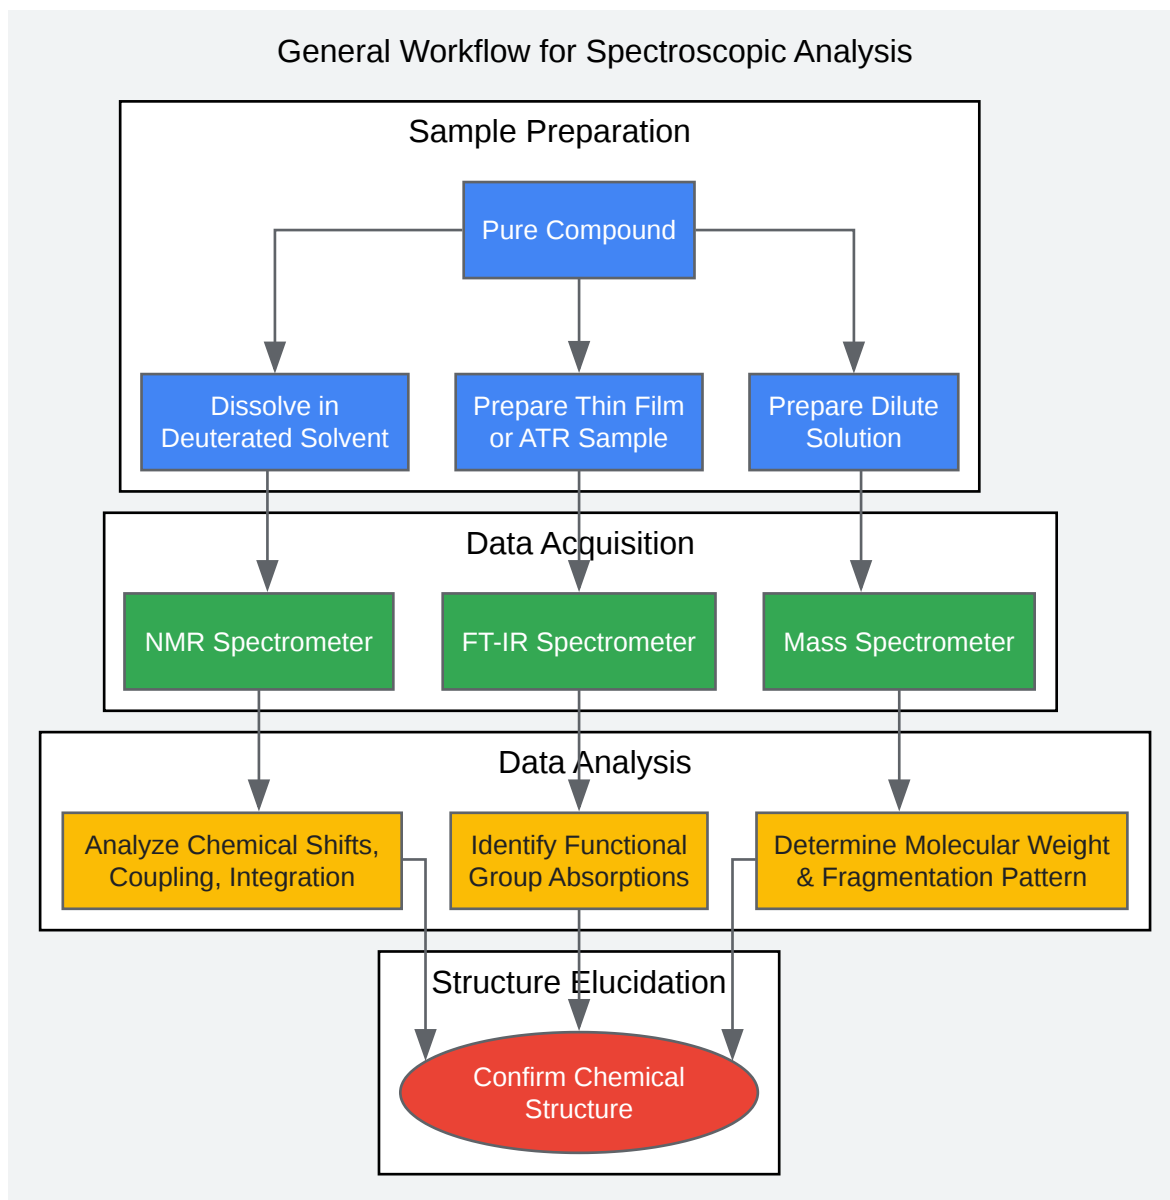 General Workflow for Spectroscopic Analysis
Sample Preparation
Pure Compound
Dissolve in
Deuterated Solvent
Prepare Thin Film
or ATR Sample
Prepare Dilute
Solution
Data Acquisition
NMR Spectrometer
FT-IR Spectrometer
Mass Spectrometer
Data Analysis
Analyze Chemical Shifts,
Coupling, Integration
Identify Functional
Group Absorptions
Determine Molecular Weight
& Fragmentation Pattern
Structure Elucidation
Confirm Chemical
Structure